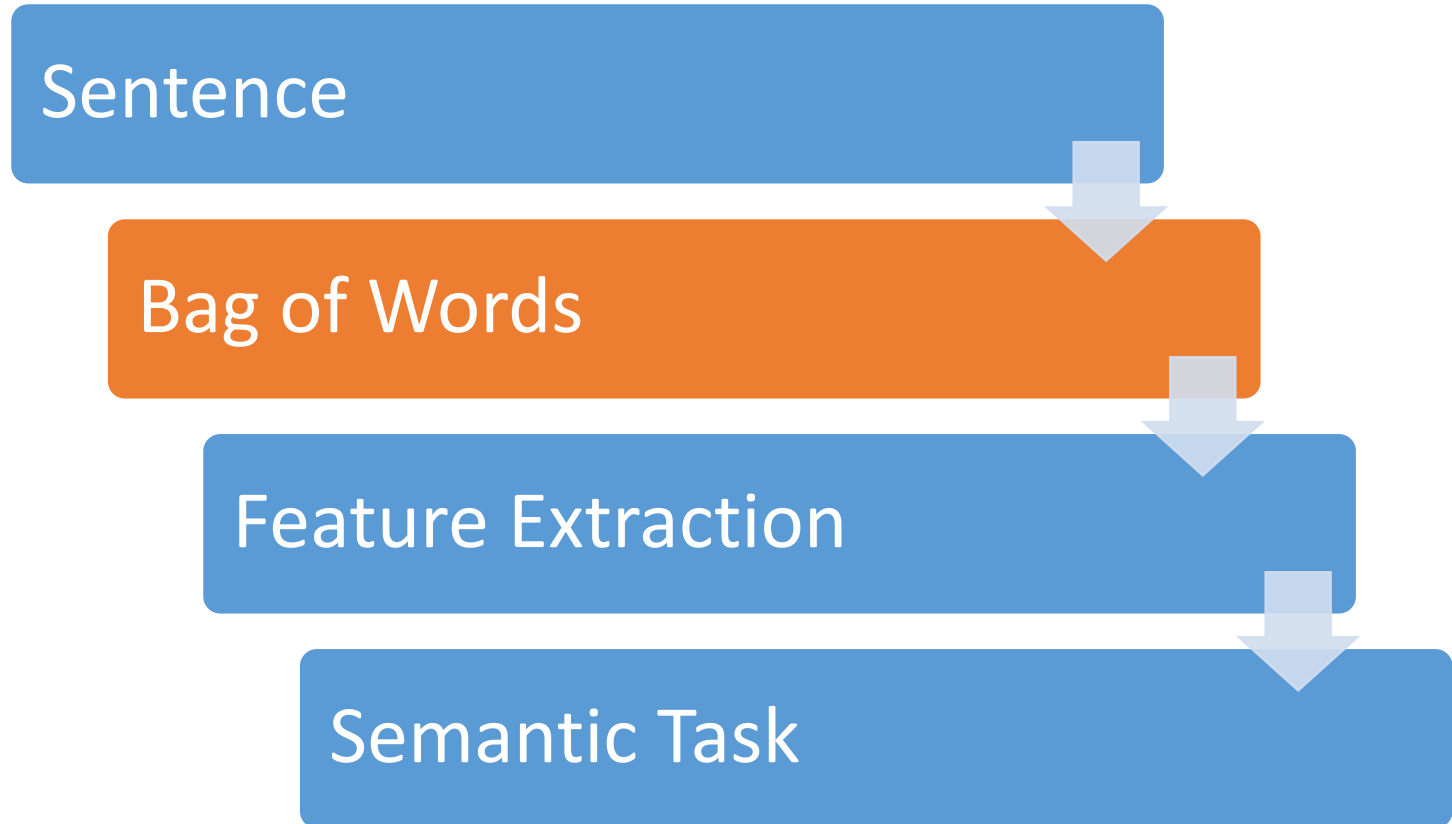 Sentence
Bag of Words
Feature Extraction
Semantic Task